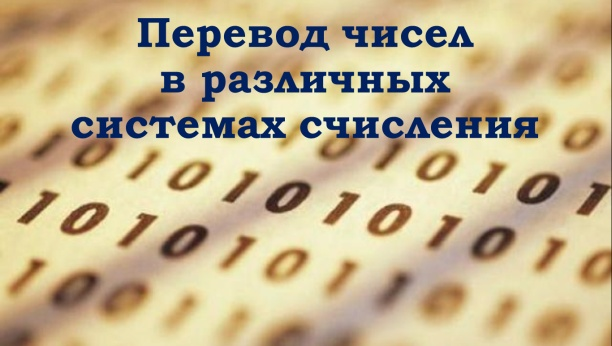 Перевод чисел
в различных
системах счисления